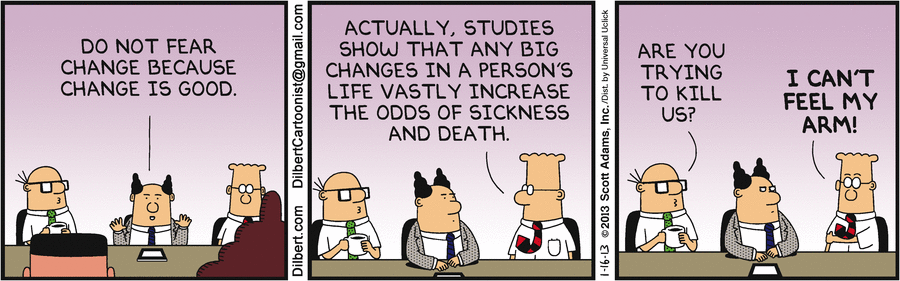 DO NOT FEAR
CHANGE BECAUSE
CHANGE IS GOOD.
Dilbert.com DilbertCartoonist@gmail.com
ACTUALLY, STUDIES
SHOW THAT ANY BIG
CHANGES IN A PERSON'S
LIFE VASTLY INCREASE
THE ODDS OF SICKNESS
AND DEATH.
1-16-13 © 2013 Scott Adams, Inc. /Dist. by Universal Uclick
ARE YOU
TRYING
TO KILL
US?
I CAN'T
FEEL MY
ARM!